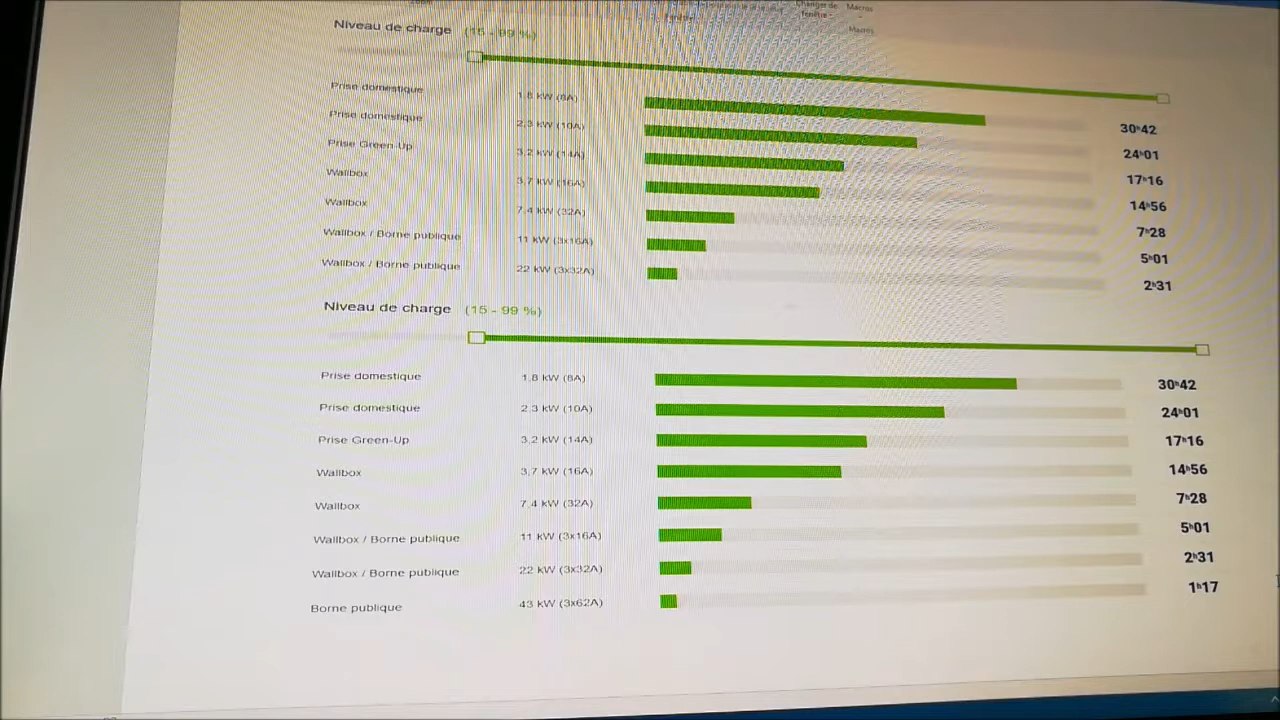 Changer de Macros
fenêtre
Macros
Niveau de charge (15 - 99 %)
Prise domestique 1.8 kW (8A) 30ʰ42
Prise domestique 2.3 kW (10A) 24ʰ01
Prise Green-Up 3.2 kW (14A) 17ʰ16
Wallbox 3.7 kW (16A) 14ʰ56
Wallbox 7.4 kW (32A) 7ʰ28
Wallbox / Borne publique 11 kW (3x16A) 5ʰ01
Wallbox / Borne publique 22 kW (3x32A) 2ʰ31
Niveau de charge (15 - 99 %)
Prise domestique 1.8 kW (8A) 30ʰ42
Prise domestique 2.3 kW (10A) 24ʰ01
Prise Green-Up 3.2 kW (14A) 17ʰ16
Wallbox 3.7 kW (16A) 14ʰ56
Wallbox 7.4 kW (32A) 7ʰ28
Wallbox / Borne publique 11 kW (3x16A) 5ʰ01
Wallbox / Borne publique 22 kW (3x32A) 2ʰ31
Borne publique 43 kW (3x62A) 1ʰ17